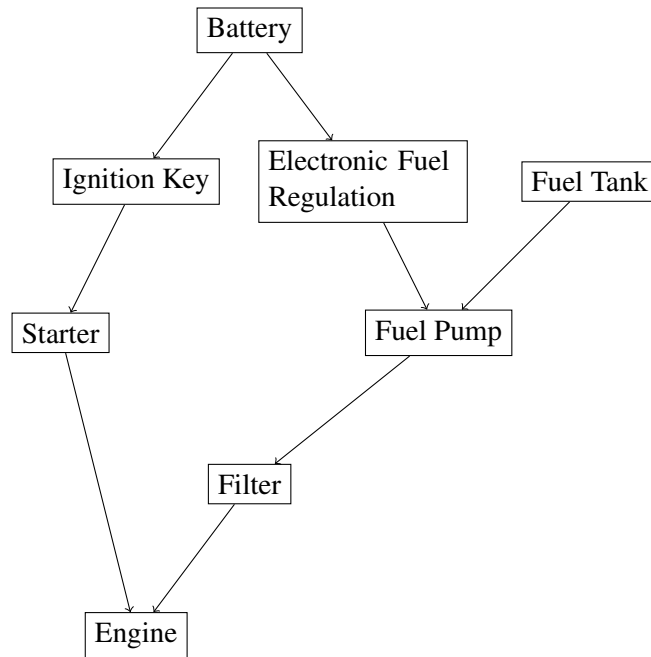 Battery
Ignition Key
Electronic Fuel
Regulation
Fuel Tank
Starter
Fuel Pump
Filter
Engine